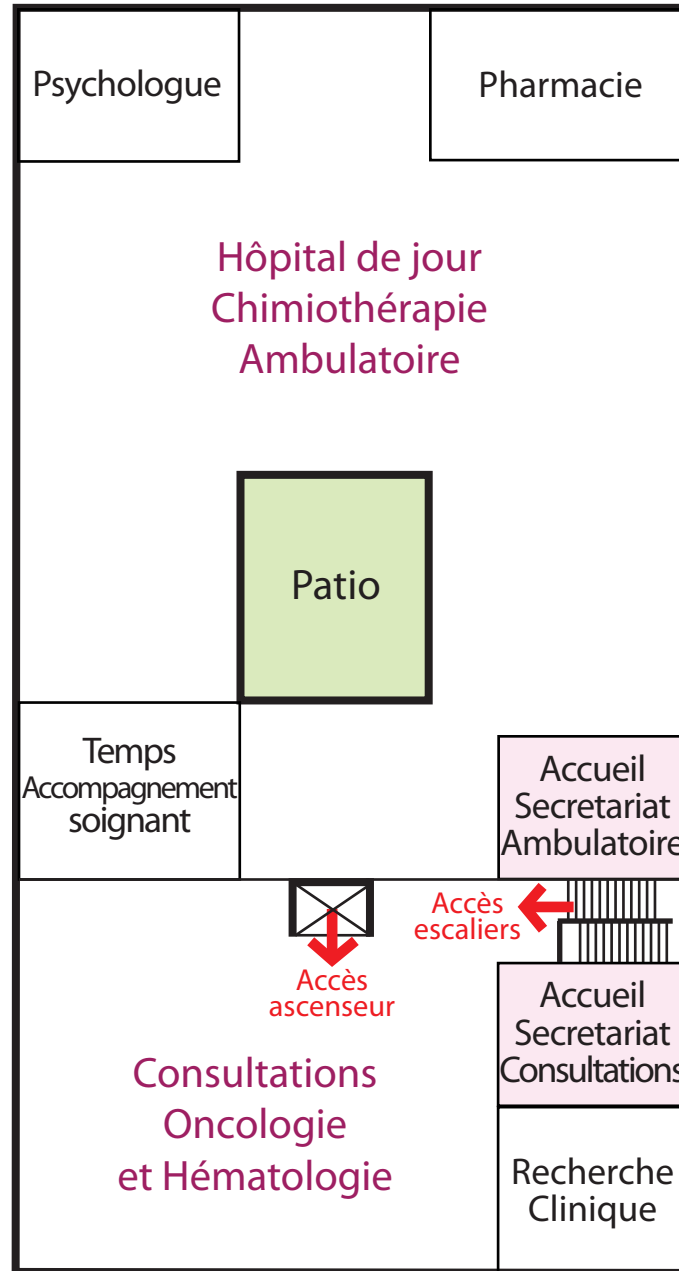 Psychologue
Pharmacie
Hôpital de jour
Chimiothérapie
Ambulatoire
Patio
Temps
Accompagnement
soignant
Accueil
Secretariat
Ambulatoire
Accès
escaliers
Accès
ascenseur
Accueil
Secretariat
Consultations
Consultations
Oncologie
et Hématologie
Recherche
Clinique